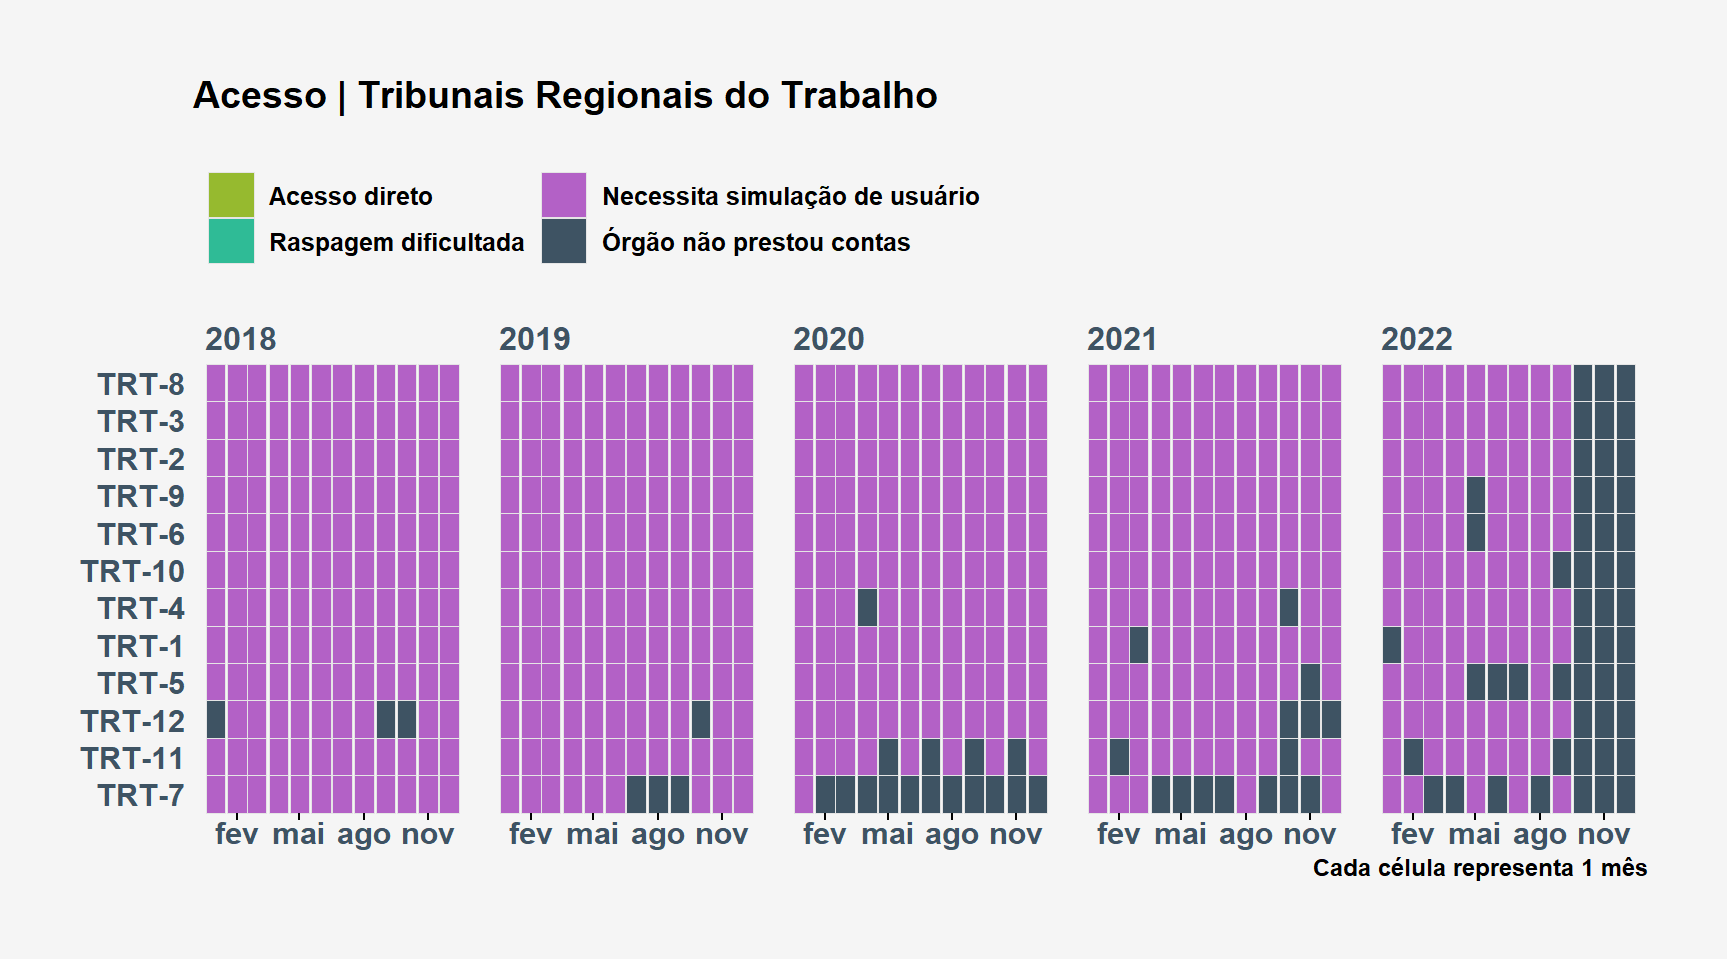 Acesso | Tribunais Regionais do Trabalho
Acesso direto
Necessita simulação de usuário
Raspagem dificultada
Órgão não prestou contas
2018
2019
2020
2021
2022
TRT-8
TRT-3
TRT-2
TRT-9
TRT-6
TRT-10
TRT-4
TRT-1
TRT-5
TRT-12
TRT-11
TRT-7
fev mai ago nov
fev mai ago nov
fev mai ago nov
fev mai ago nov
fev mai ago nov
Cada célula representa 1 mês